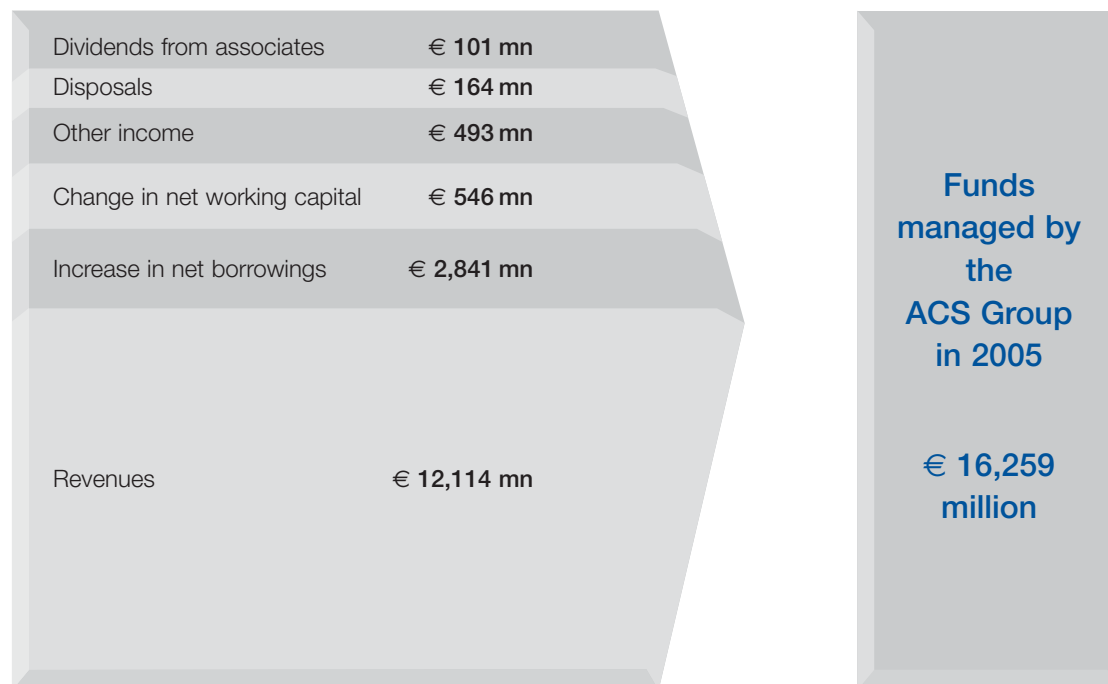 Dividends from associates € 101 mn
Disposals € 164 mn
Other income € 493 mn
Change in net working capital € 546 mn
Increase in net borrowings € 2,841 mn
Revenues € 12,114 mn
Funds
managed by
the
ACS Group
in 2005
€ 16,259
million